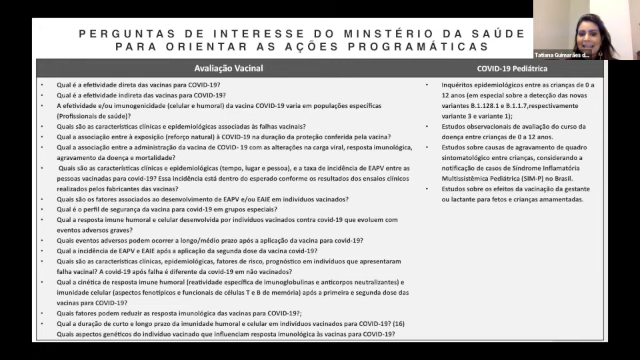 PERGUNTAS DE INTERESSE DO MINSTÉRIO DA SAÚDE
PARA ORIENTAR AS AÇÕES PROGRAMÁTICAS
Tatiana Guimarães d...
Avaliação Vacinal
• Qual é a efetividade direta das vacinas para COVID-19?
• Qual é a efetividade indireta das vacinas para COVID-19?
• A efetividade e/ou imunogenicidade (celular e humoral) da vacina COVID-19 varia em populações específicas
(Profissionais de saúde)?
• Quais são as características clínicas e epidemiológicas associadas às falhas vacinais?
• Qual a associação entre à exposição (reforço natural) à COVID-19 na duração da proteção conferida pela vacina?
• Qual a associação entre a administração da vacina de COVID- 19 com as alterações na carga viral, resposta imunológica,
agravamento da doença e mortalidade?
• Quais são as características clínicas e epidemiológicas (tempo, lugar e pessoa), e a taxa de incidência de EAPV entre as
pessoas vacinadas para covid-19? Essa incidência está dentro do esperado conforme os resultados dos ensaios clínicos
realizados pelos fabricantes das vacinas?
• Quais são os fatores associados ao desenvolvimento de EAPV e/ou EAIE em indivíduos vacinados?
• Qual é o perfil de segurança da vacina para covid-19 em grupos especiais?
• Qual a resposta imune humoral e celular desenvolvida por indivíduos vacinados contra covid-19 que evoluem com
eventos adversos graves?
• Quais eventos adversos podem ocorrer a longo/médio prazo após a aplicação da vacina para covid-19?
• Qual a incidência de EAPV e EAIE após a aplicação da segunda dose da vacina covid-19?
• Quais são as características clínicas, epidemiológicas, fatores de risco, prognóstico em indivíduos que apresentaram
falha vacinal? A covid-19 após falha é diferente da covid-19 em não vacinados?
• Qual a cinética de resposta imune humoral (reatividade específica de imunoglobulinas e anticorpos neutralizantes) e
imunidade celular (aspectos fenotípicos e funcionais de células T e B de memória) após a primeira e segunda dose das
vacinas para COVID-19?
• Quais fatores podem reduzir as resposta imunológica das vacinas para COVID-19?;
• Qual a duração de curto e longo prazo da imunidade humoral e celular em indivíduos vacinados para COVID-19? (16)
Quais aspectos genéticos do indivíduo vacinado que influenciam resposta imunológica às vacinas para COVID-19?
COVID-19 Pediátrica
• Inquéritos epidemiológicos entre as crianças de 0 a
12 anos (em especial sobre a detecção das novas
variantes B.1.128.1 e B.1.1.7,respectivamente
variante 3 e variante 1);
• Estudos observacionais de avaliação do curso da
doença entre crianças de 0 a 12 anos.
• Estudos sobre causas de agravamento de quadro
sintomatológico entre crianças, considerando a
notificação de casos de Síndrome Inflamatória
Multissistêmica Pediátrica (SIM-P) no Brasil.
• Estudos sobre os efeitos da vacinação da gestante
ou lactante para fetos e crianças amamentadas.